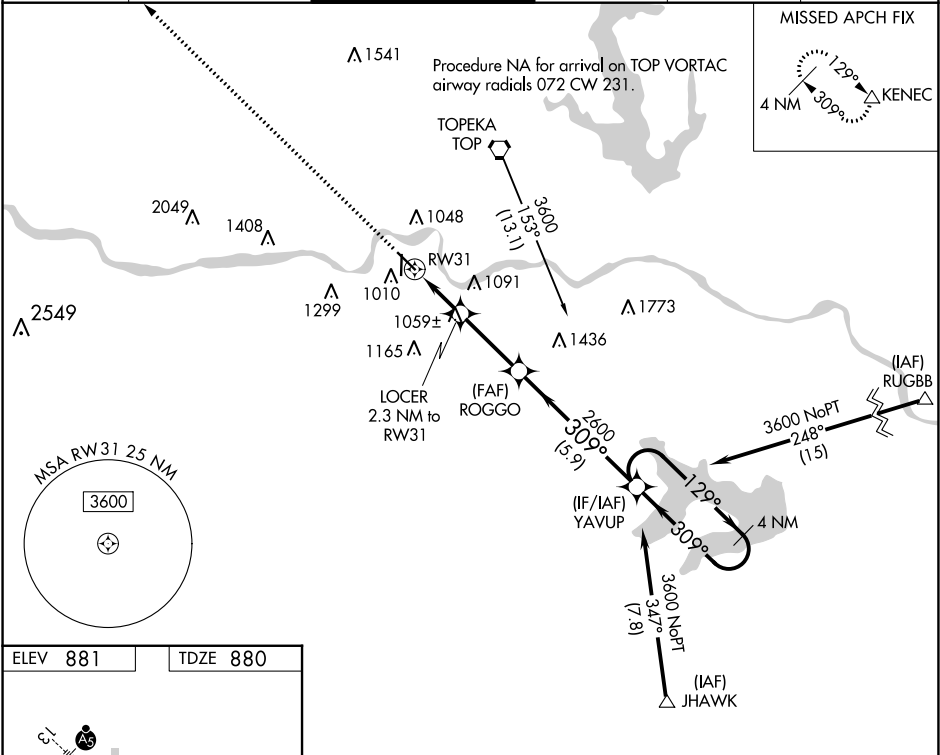 MISSED APCH FIX
129°
4 NM
309°
KENEC
1541
Procedure NA for arrival on TOP VORTAC
airway radials 072 CW 231.
TOPEKA
TOP
3600
153°
(13.1)
2049
1408
1048
RW31
1010
1091
1299
2549
1059±
1773
1436
1165
LOCER
2.3 NM to
RW31
(FAF)
ROGGO
(IAF)
RUGBB
3600 NoPT
248°
(15)
2600
309°
(5.9)
MSA RW31 25 NM
3600
(IF/IAF)
YAVUP
129°
4 NM
309°
3600 NoPT
347°
(7.8)
(IAF)
JHAWK
ELEV 881
TDZE 880
13
A5